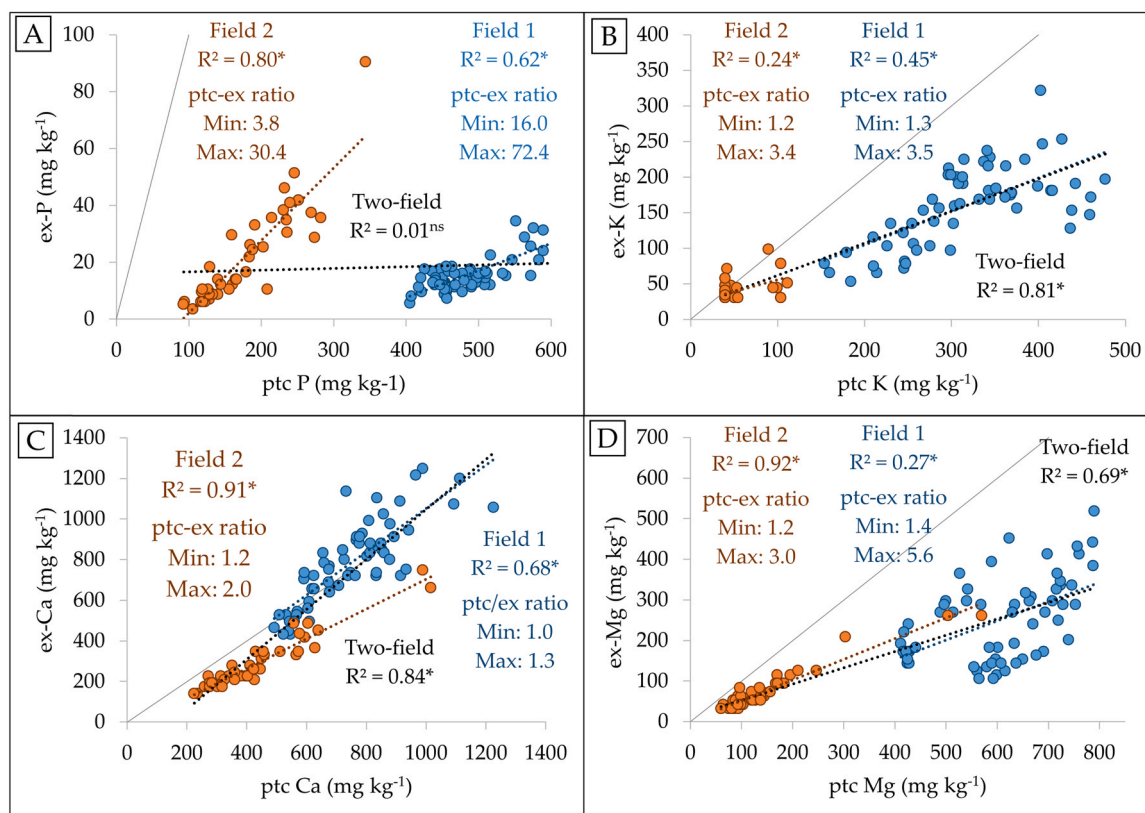 A
Field 2
R² = 0.80*
ptc-ex ratio
Min: 3.8
Max: 30.4
Field 1
R² = 0.62*
ptc-ex ratio
Min: 16.0
Max: 72.4
Two-field
R² = 0.01ⁿˢ
ex-P (mg kg⁻¹)
100
80
60
40
20
0
0 100 200 300 400 500 600
ptc P (mg kg-1)
B
Field 2
R² = 0.24*
ptc-ex ratio
Min: 1.2
Max: 3.4
Field 1
R² = 0.45*
ptc-ex ratio
Min: 1.3
Max: 3.5
Two-field
R² = 0.81*
ex-K (mg kg⁻¹)
400
350
300
250
200
150
100
50
0
0 100 200 300 400 500
ptc K (mg kg⁻¹)
C
Field 2
R² = 0.91*
ptc-ex ratio
Min: 1.2
Max: 2.0
Field 1
R² = 0.68*
ptc/ex ratio
Min: 1.0
Max: 1.3
Two-field
R² = 0.84*
ex-Ca (mg kg⁻¹)
1400
1200
1000
800
600
400
200
0
0 200 400 600 800 1000 1200 1400
ptc Ca (mg kg⁻¹)
D
Field 2
R² = 0.92*
ptc-ex ratio
Min: 1.2
Max: 3.0
Field 1
R² = 0.27*
ptc-ex ratio
Min: 1.4
Max: 5.6
Two-field
R² = 0.69*
ex-Mg (mg kg⁻¹)
700
600
500
400
300
200
100
0
0 100 200 300 400 500 600 700 800
ptc Mg (mg kg⁻¹)